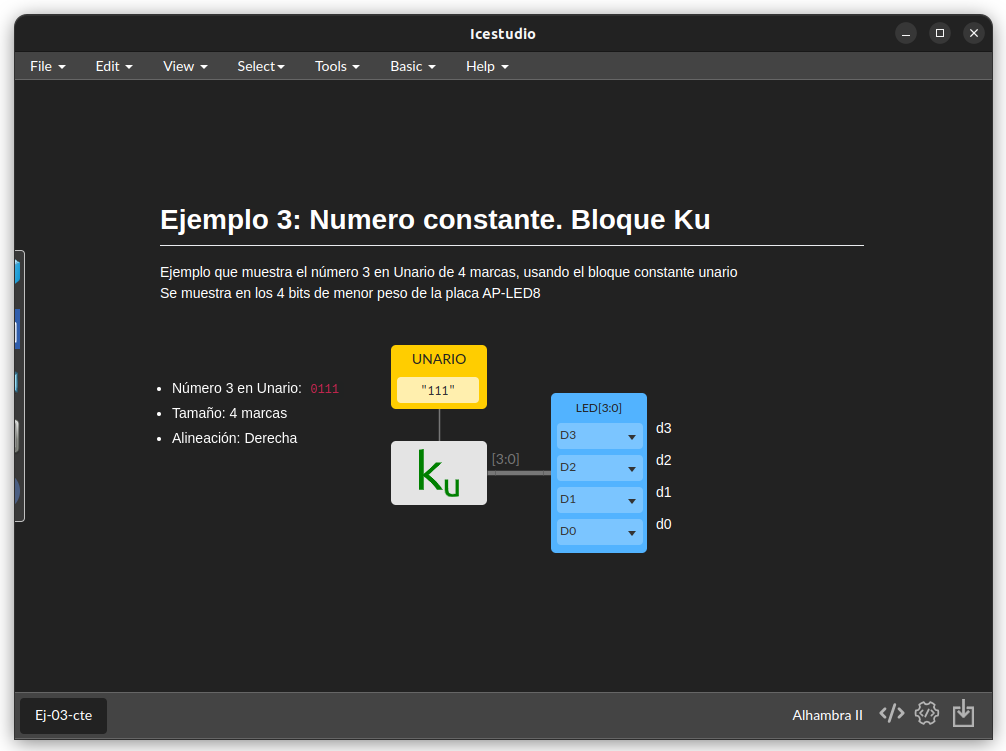 Icestudio
File Edit View Select Tools Basic Help
Ejemplo 3: Numero constante. Bloque Ku
Ejemplo que muestra el número 3 en Unario de 4 marcas, usando el bloque constante unario
Se muestra en los 4 bits de menor peso de la placa AP-LED8
Número 3 en Unario: 0111
Tamaño: 4 marcas
Alineación: Derecha
UNARIO
"111"
ku
[3:0]
LED[3:0]
D3 d3
D2 d2
D1 d1
D0 d0
Ej-03-cte
Alhambra II